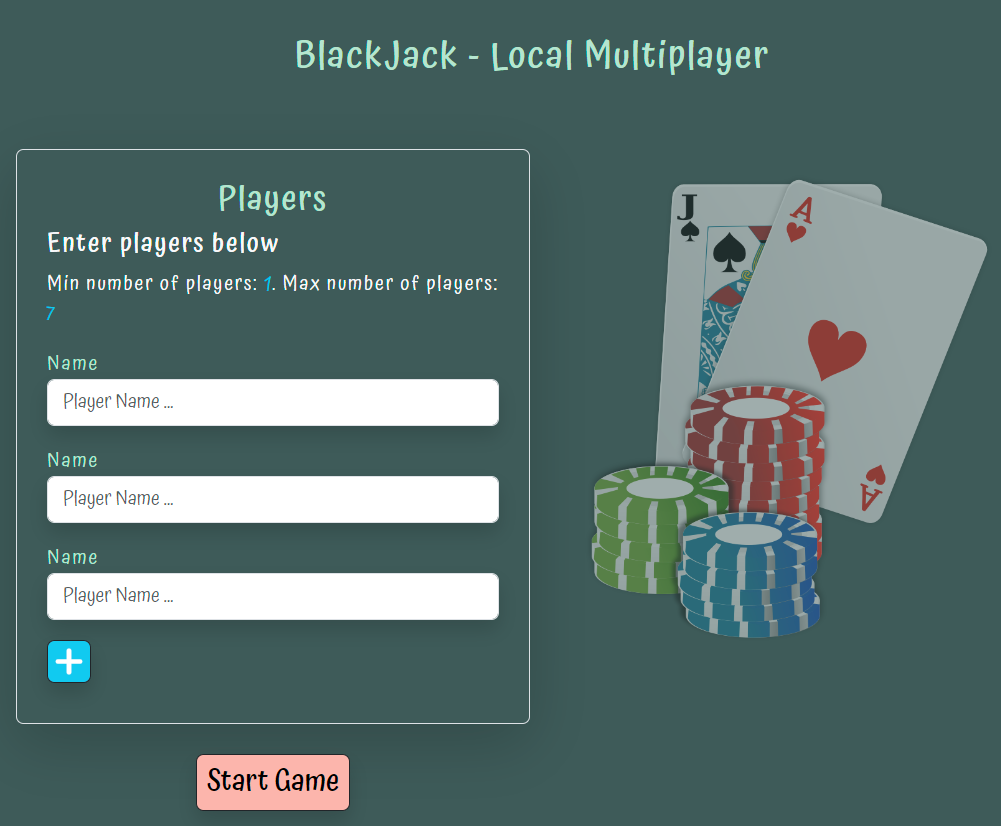 BlackJack - Local Multiplayer
Players
Enter players below
Min number of players: 1. Max number of players:
7
Name
Player Name ...
Name
Player Name ...
Name
Player Name ...
Start Game
J
A
A